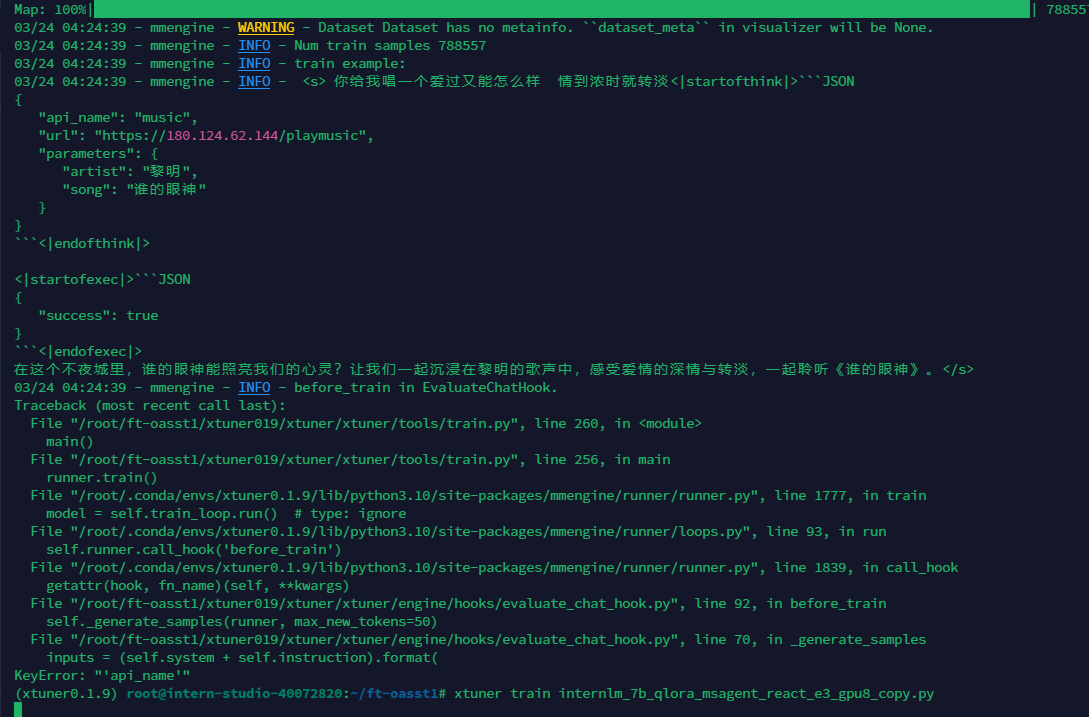 Map: 100%| | 78855
03/24 04:24:39 - mmengine - WARNING - Dataset Dataset has no metainfo. ``dataset_meta`` in visualizer will be None.
03/24 04:24:39 - mmengine - INFO - Num train samples 788557
03/24 04:24:39 - mmengine - INFO - train example:
03/24 04:24:39 - mmengine - INFO -  <s> 你给我唱一个爱过又能怎么样  情到浓时就转淡<|startofthink|>```JSON
{
   "api_name": "music",
   "url": "https://180.124.62.144/playmusic",
   "parameters": {
      "artist": "黎明",
      "song": "谁的眼神"
   }
}
```<|endofthink|>
<|startofexec|>```JSON
{
   "success": true
}
```<|endofexec|>
在这个不夜城里，谁的眼神能照亮我们的心灵？让我们一起沉浸在黎明的歌声中，感受爱情的深情与转淡，一起聆听《谁的眼神》。</s>
03/24 04:24:39 - mmengine - INFO - before_train in EvaluateChatHook.
Traceback (most recent call last):
  File "/root/ft-oasst1/xtuner019/xtuner/xtuner/tools/train.py", line 260, in <module>
    main()
  File "/root/ft-oasst1/xtuner019/xtuner/xtuner/tools/train.py", line 256, in main
    runner.train()
  File "/root/.conda/envs/xtuner0.1.9/lib/python3.10/site-packages/mmengine/runner/runner.py", line 1777, in train
    model = self.train_loop.run()  # type: ignore
  File "/root/.conda/envs/xtuner0.1.9/lib/python3.10/site-packages/mmengine/runner/loops.py", line 93, in run
    self.runner.call_hook('before_train')
  File "/root/.conda/envs/xtuner0.1.9/lib/python3.10/site-packages/mmengine/runner/runner.py", line 1839, in call_hook
    getattr(hook, fn_name)(self, **kwargs)
  File "/root/ft-oasst1/xtuner019/xtuner/xtuner/engine/hooks/evaluate_chat_hook.py", line 92, in before_train
    self._generate_samples(runner, max_new_tokens=50)
  File "/root/ft-oasst1/xtuner019/xtuner/xtuner/engine/hooks/evaluate_chat_hook.py", line 70, in _generate_samples
    inputs = (self.system + self.instruction).format(
KeyError: "'api_name'"
(xtuner0.1.9) root@intern-studio-40072820:~/ft-oasst1# xtuner train internlm_7b_qlora_msagent_react_e3_gpu8_copy.py